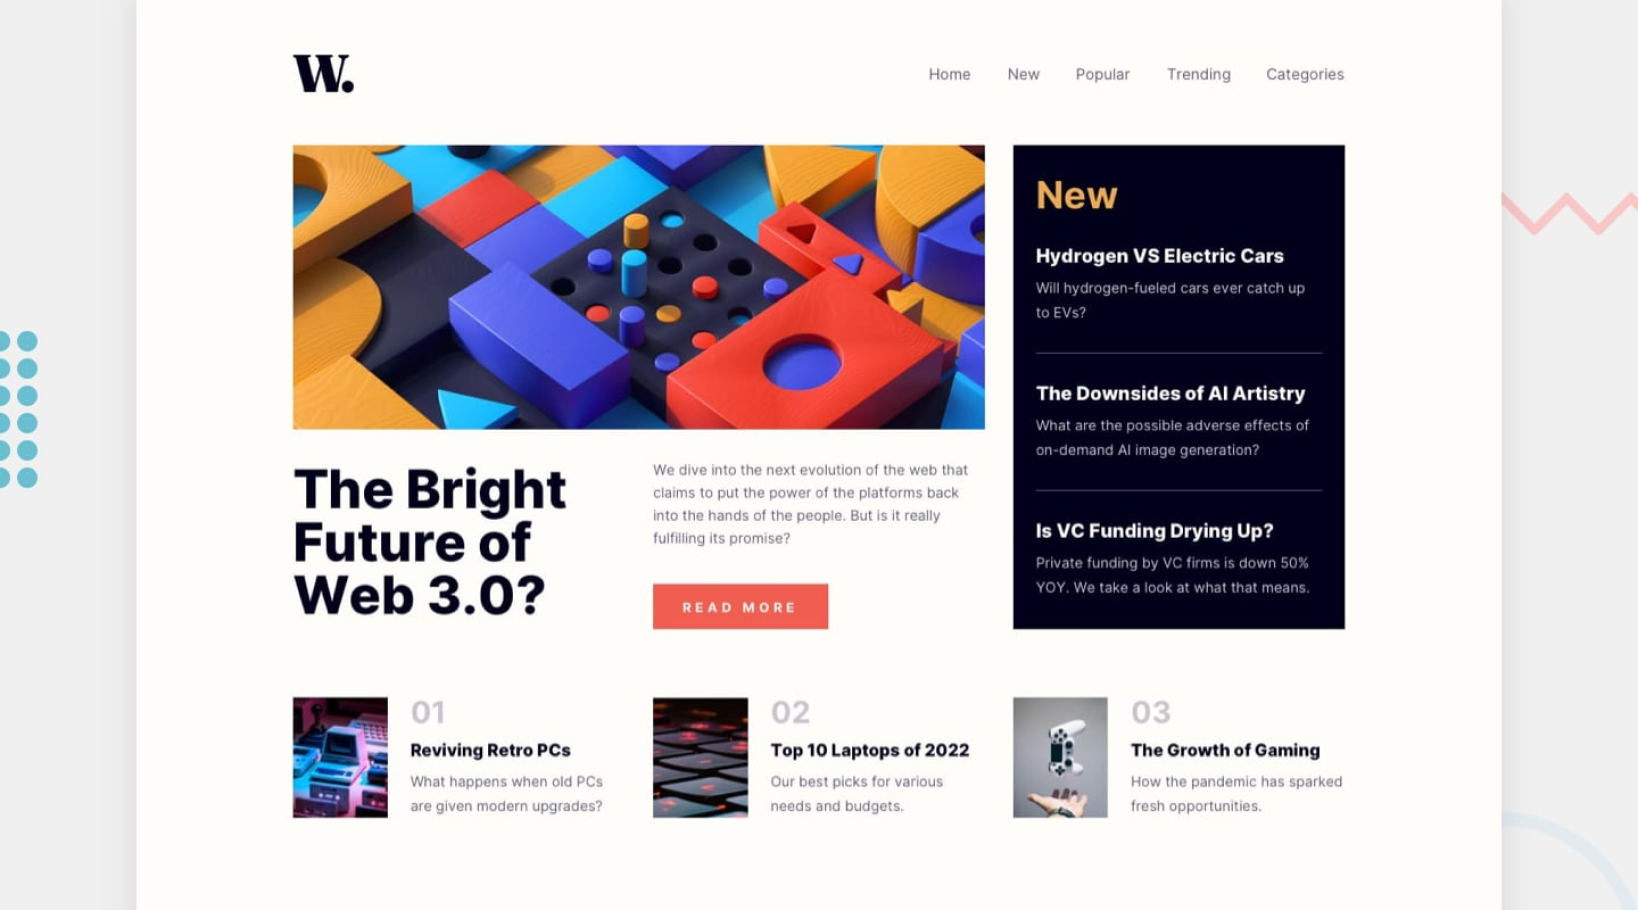 W.
Home New Popular Trending Categories
The Bright
Future of
Web 3.0?
We dive into the next evolution of the web that
claims to put the power of the platforms back
into the hands of the people. But is it really
fulfilling its promise?
READ MORE
New
Hydrogen VS Electric Cars
Will hydrogen-fueled cars ever catch up
to EVs?
The Downsides of AI Artistry
What are the possible adverse effects of
on-demand AI image generation?
Is VC Funding Drying Up?
Private funding by VC firms is down 50%
YOY. We take a look at what that means.
01
Reviving Retro PCs
What happens when old PCs
are given modern upgrades?
02
Top 10 Laptops of 2022
Our best picks for various
needs and budgets.
03
The Growth of Gaming
How the pandemic has sparked
fresh opportunities.